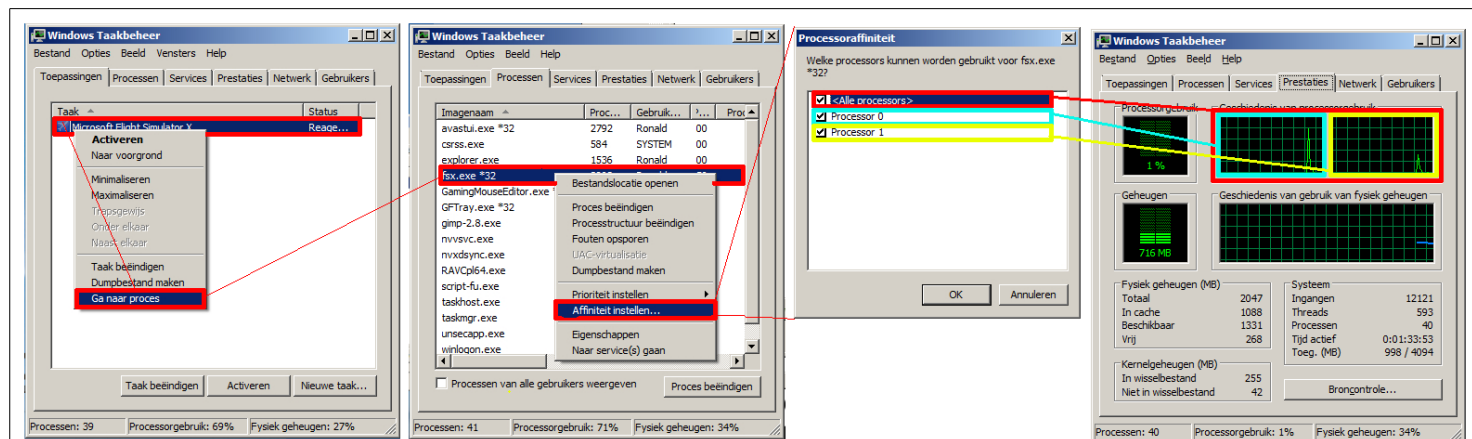 Windows Taakbeheer
Bestand Opties Beeld Vensters Help
Toepassingen Processen Services Prestaties Netwerk Gebruikers
Taak Status
Microsoft Flight Simulator X Reage...
Activeren
Naar voorgrond
Minimaliseren
Maximaliseren
Trapsgewijs
Onder elkaar
Naast elkaar
Taak beëindigen
Dumpbestand maken
Ga naar proces
Taak beëindigen Activeren Nieuwe taak...
Processen: 39 Processorgebruik: 69% Fysiek geheugen: 27%
Windows Taakbeheer
Bestand Opties Beeld Help
Toepassingen Processen Services Prestaties Netwerk Gebruikers
Imagenaam Proc... Gebruik... Proc
avastui.exe *32 2792 Ronald 00
csrss.exe 584 SYSTEM 00
explorer.exe 1536 Ronald 00
fsx.exe *32
GamingMouseEditor.exe
GFTray.exe *32
gimp-2.8.exe
nvvsvc.exe
nvxdsync.exe
RAVCpl64.exe
script-fu.exe
taskhost.exe
taskmgr.exe
unsecapp.exe
winlogon.exe
Bestandslocatie openen
Proces beëindigen
Processtructuur beëindigen
Fouten opsporen
UAC-virtualisatie
Dumpbestand maken
Prioriteit instellen
Affiniteit instellen...
Eigenschappen
Naar service(s) gaan
Processen van alle gebruikers weergeven Proces beëindigen
Processen: 41 Processorgebruik: 71% Fysiek geheugen: 34%
Processoraffiniteit
Welke processors kunnen worden gebruikt voor fsx.exe
*32?
<Alle processors>
Processor 0
Processor 1
OK Annuleren
Windows Taakbeheer
Bestand Opties Beeld Help
Toepassingen Processen Services Prestaties Netwerk Gebruikers
Processorgebruik Geschiedenis van processorgebruik
1 %
Geheugen Geschiedenis van gebruik van fysiek geheugen
716 MB
Fysiek geheugen (MB)
Totaal 2047
In cache 1088
Beschikbaar 1331
Vrij 268
Kernelgeheugen (MB)
In wisselbestand 255
Niet in wisselbestand 42
Systeem
Ingangen 12121
Threads 593
Processen 40
Tijd actief 0:01:33:53
Toeg. (MB) 998 / 4094
Broncontrole...
Processen: 40 Processorgebruik: 1% Fysiek geheugen: 34%